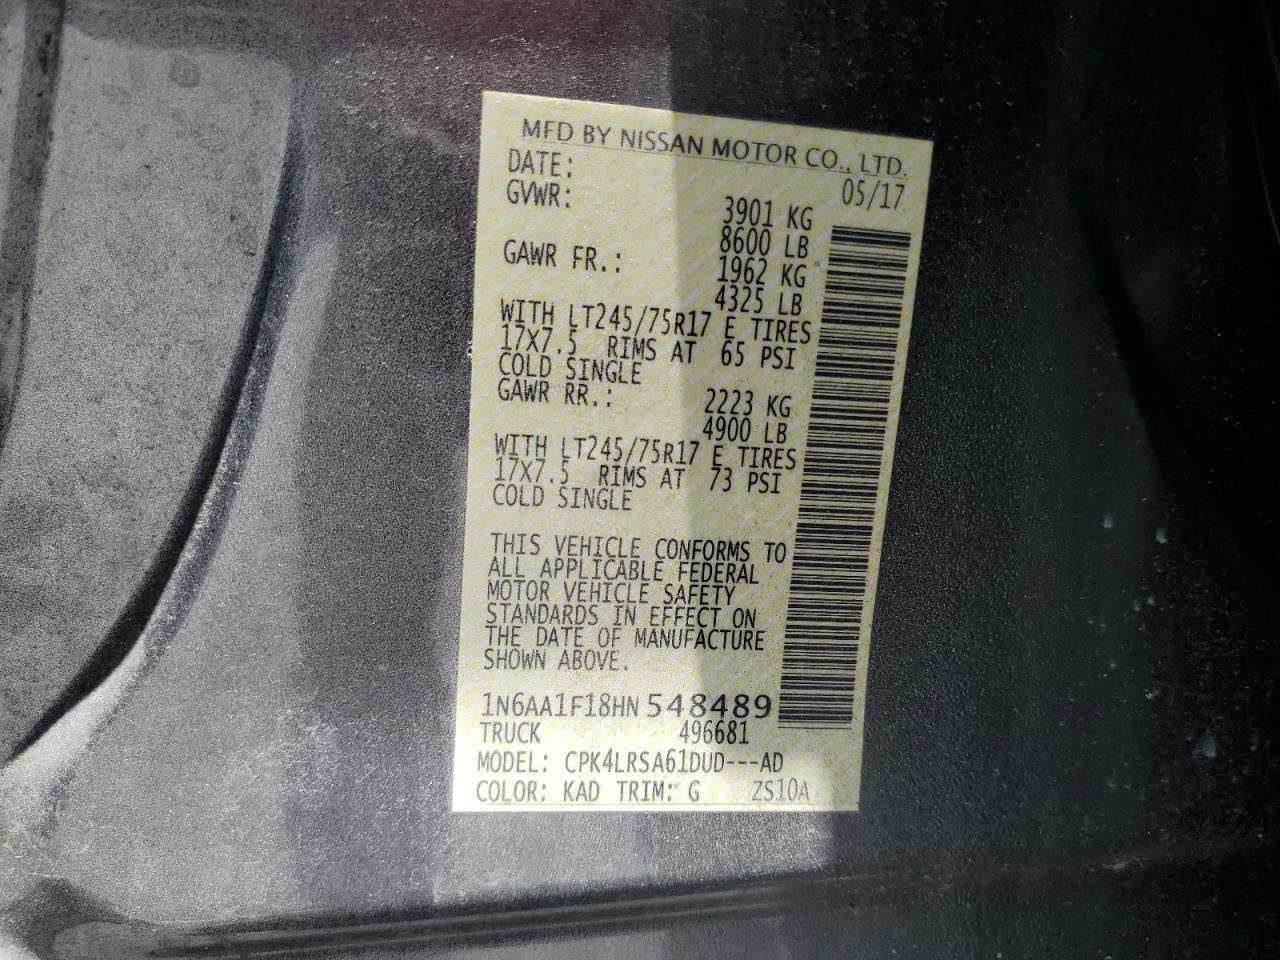 MFD BY NISSAN MOTOR CO., LTD.
DATE: 05/17
GVWR: 3901 KG
8600 LB
GAWR FR.: 1962 KG
4325 LB
WITH LT245/75R17 E TIRES
17X7.5 RIMS AT 65 PSI
COLD SINGLE
GAWR RR.: 2223 KG
4900 LB
WITH LT245/75R17 E TIRES
17X7.5 RIMS AT 73 PSI
COLD SINGLE
THIS VEHICLE CONFORMS TO
ALL APPLICABLE FEDERAL
MOTOR VEHICLE SAFETY
STANDARDS IN EFFECT ON
THE DATE OF MANUFACTURE
SHOWN ABOVE.
1N6AA1F18HN548489
TRUCK 496681
MODEL: CPK4LRSA61DUD---AD
COLOR: KAD TRIM: G ZS10A